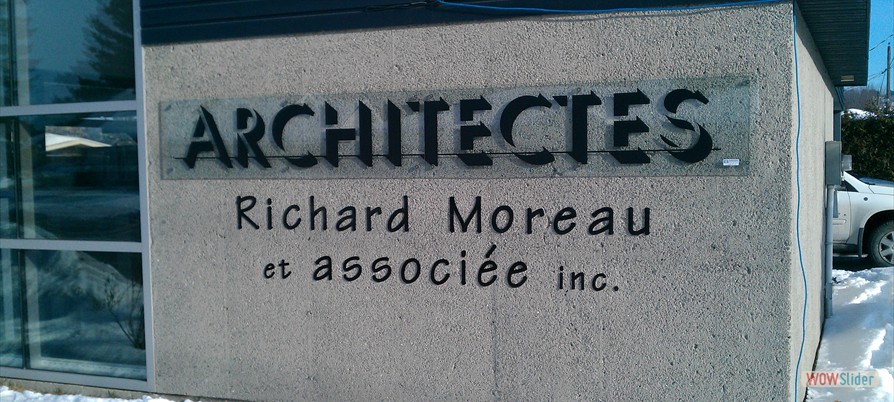 ARCHITECTES
Richard Moreau
et associée inc.
WOWSlider